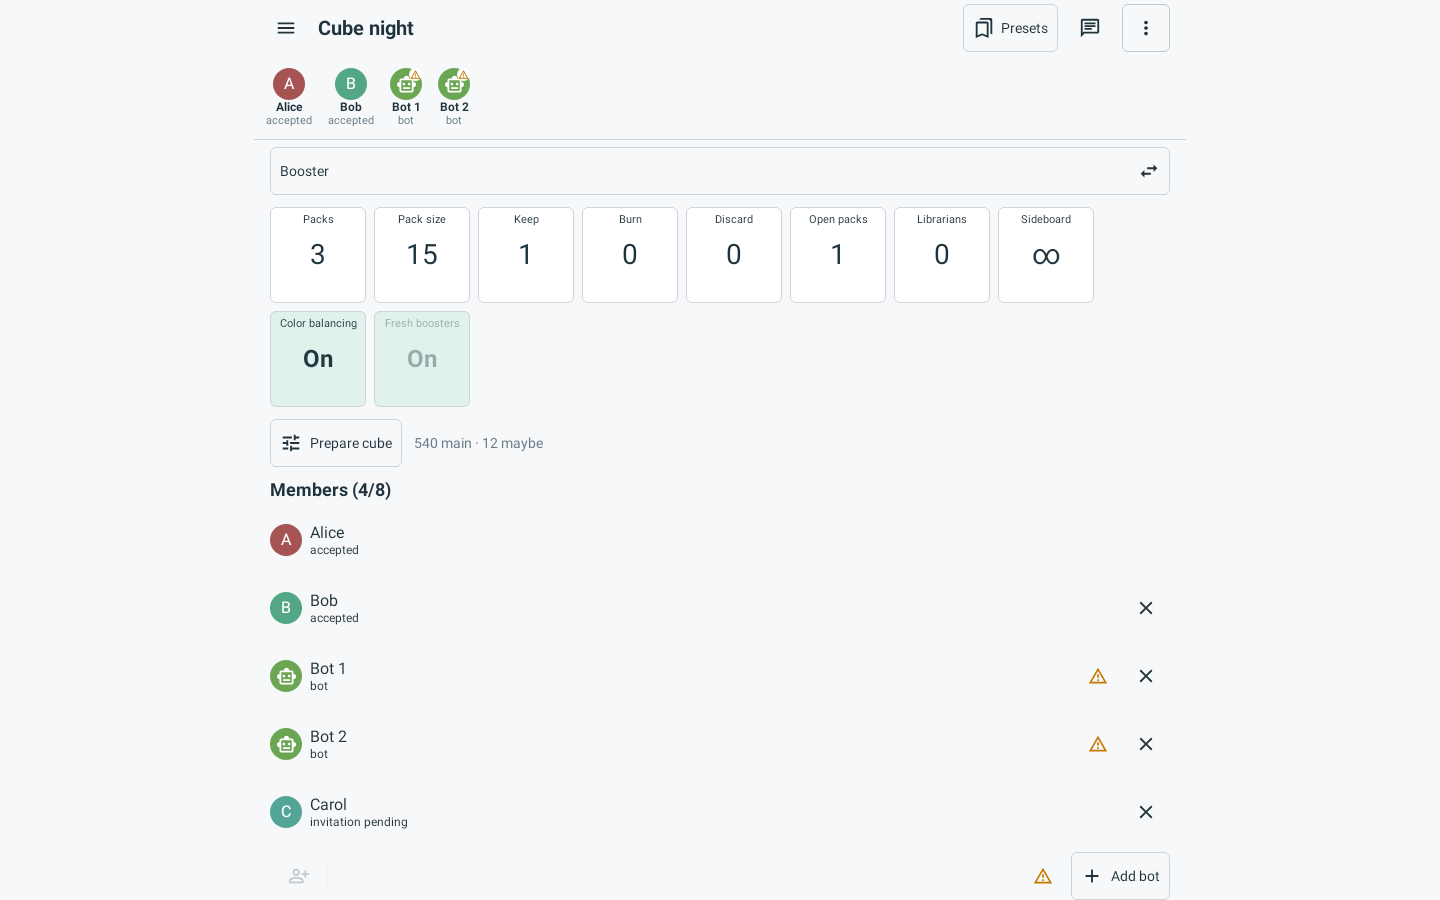 Cube night
Presets
A
B
Alice
Bob
Bot 1
Bot 2
accepted
accepted
bot
bot
Booster
Packs
Pack size
Keep
Burn
Discard
Open packs
Librarians
Sideboard
3
15
1
0
0
1
0
∞
Color balancing
Fresh boosters
On
On
Prepare cube
540 main · 12 maybe
Members (4/8)
A
Alice
accepted
B
Bob
accepted
Bot 1
bot
Bot 2
bot
C
Carol
invitation pending
Add bot